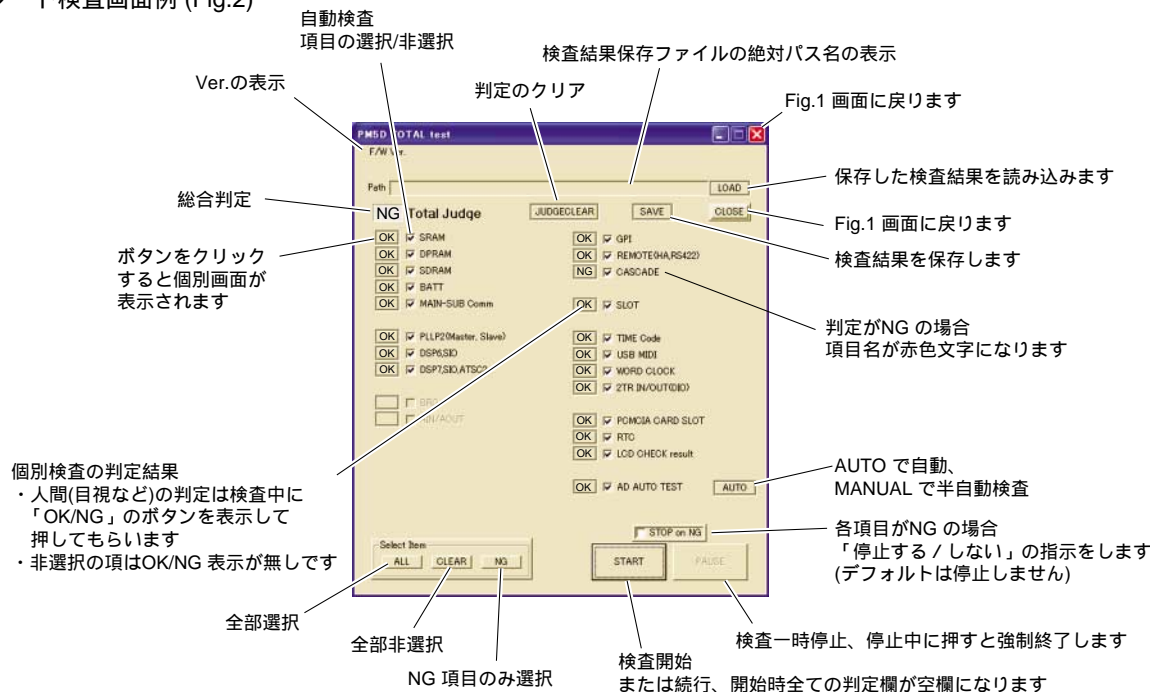 ド検査画面例 (Fig.2)
自動検査
項目の選択/非選択
検査結果保存ファイルの絶対パス名の表示
Ver.の表示
判定のクリア
Fig.1 画面に戻ります
PM5D TOTAL test
F/W Ver.
Path
LOAD
保存した検査結果を読み込みます
総合判定
NG Total Judge
JUDGECLEAR
SAVE
CLOSE
Fig.1 画面に戻ります
検査結果を保存します
ボタンをクリック
すると個別画面が
表示されます
OK SRAM
OK DPRAM
OK SDRAM
OK BATT
OK MAIN-SUB Comm
OK PLLP2(Master, Slave)
OK DSP6,SIO
OK DSP7,SIO,ATSC2
AIN/AOUT
OK GPI
OK REMOTE(HA,RS422)
NG CASCADE
OK SLOT
OK TIME Code
OK USB MIDI
OK WORD CLOCK
OK 2TR IN/OUT(DIO)
OK PCMCIA CARD SLOT
OK RTC
OK LCD CHECK result
OK AD AUTO TEST
AUTO
判定がNG の場合
項目名が赤色文字になります
個別検査の判定結果
・人間(目視など)の判定は検査中に
「OK/NG」のボタンを表示して
押してもらいます
・非選択の項はOK/NG 表示が無しです
AUTO で自動、
MANUAL で半自動検査
STOP on NG
各項目がNG の場合
「停止する / しない」の指示をします
(デフォルトは停止しません)
Select Item
ALL
CLEAR
NG
START
PAUSE
全部選択
全部非選択
NG 項目のみ選択
検査一時停止、停止中に押すと強制終了します
検査開始
または続行、開始時全ての判定欄が空欄になります